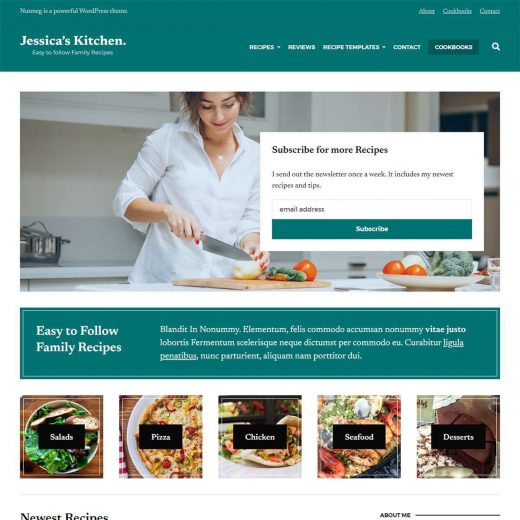 Nutmeg is a powerful WordPress theme.
About Cookbooks Contact
Jessica's Kitchen.
Easy to follow Family Recipes
RECIPES REVIEWS RECIPE TEMPLATES CONTACT COOKBOOKS
Subscribe for more Recipes
I send out the newsletter once a week. It includes my newest
recipes and tips.
email address
Subscribe
Easy to Follow
Family Recipes
Blandit In Nonummy. Elementum, felis commodo accumsan nonummy vitae justo
lobortis Fermentum scelerisque neque dictumst per commodo eu. Curabitur ligula
penatibus, nunc parturient, aliquam nam porttitor dui.
Salads Pizza Chicken Seafood Desserts
Newest Recipes
ABOUT ME